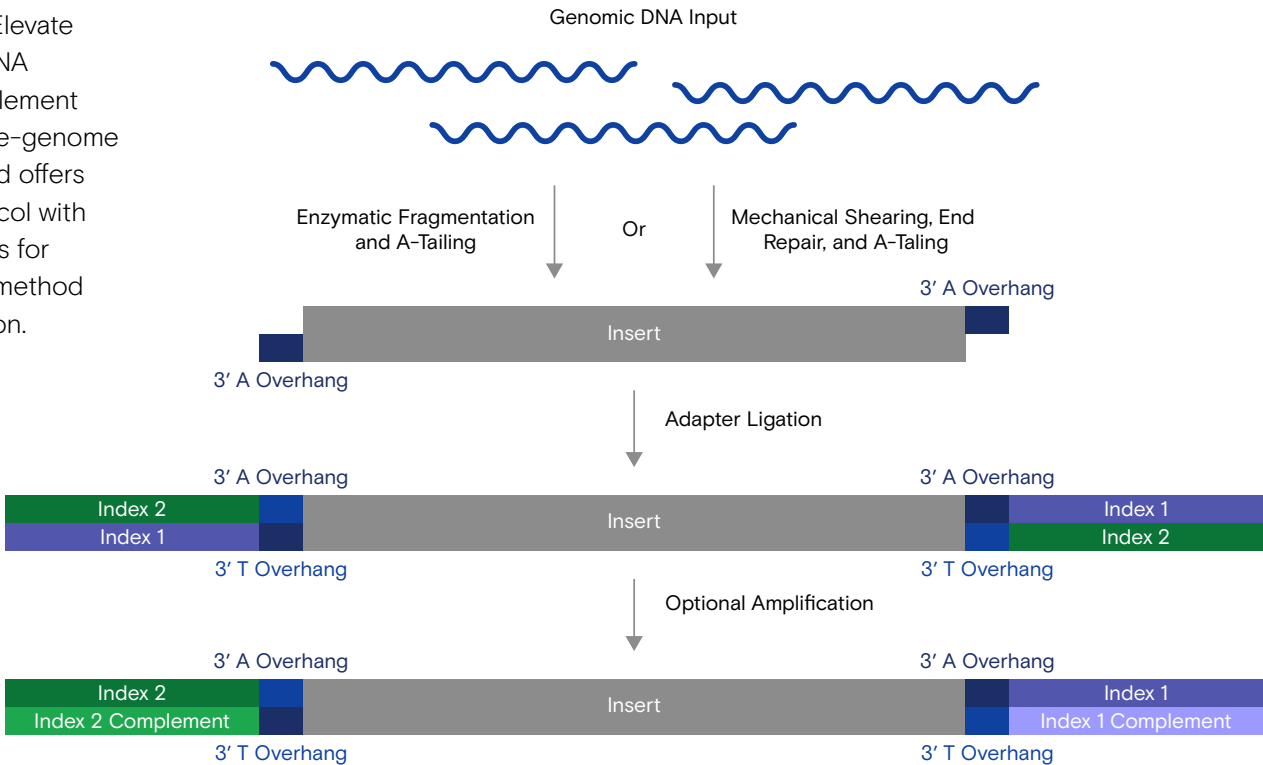 Elevate
NA
lement
e-genome
d offers
col with
s for
method
on.
Genomic DNA Input
Enzymatic Fragmentation
and A-Tailing
Or
Mechanical Shearing, End
Repair, and A-Taling
3′ A Overhang
Insert
3′ A Overhang
Adapter Ligation
3′ A Overhang
3′ A Overhang
Index 2
Insert
Index 1
Index 1
Index 2
3′ T Overhang
3′ T Overhang
Optional Amplification
3′ A Overhang
3′ A Overhang
Index 2
Insert
Index 1
Index 2 Complement
Index 1 Complement
3′ T Overhang
3′ T Overhang